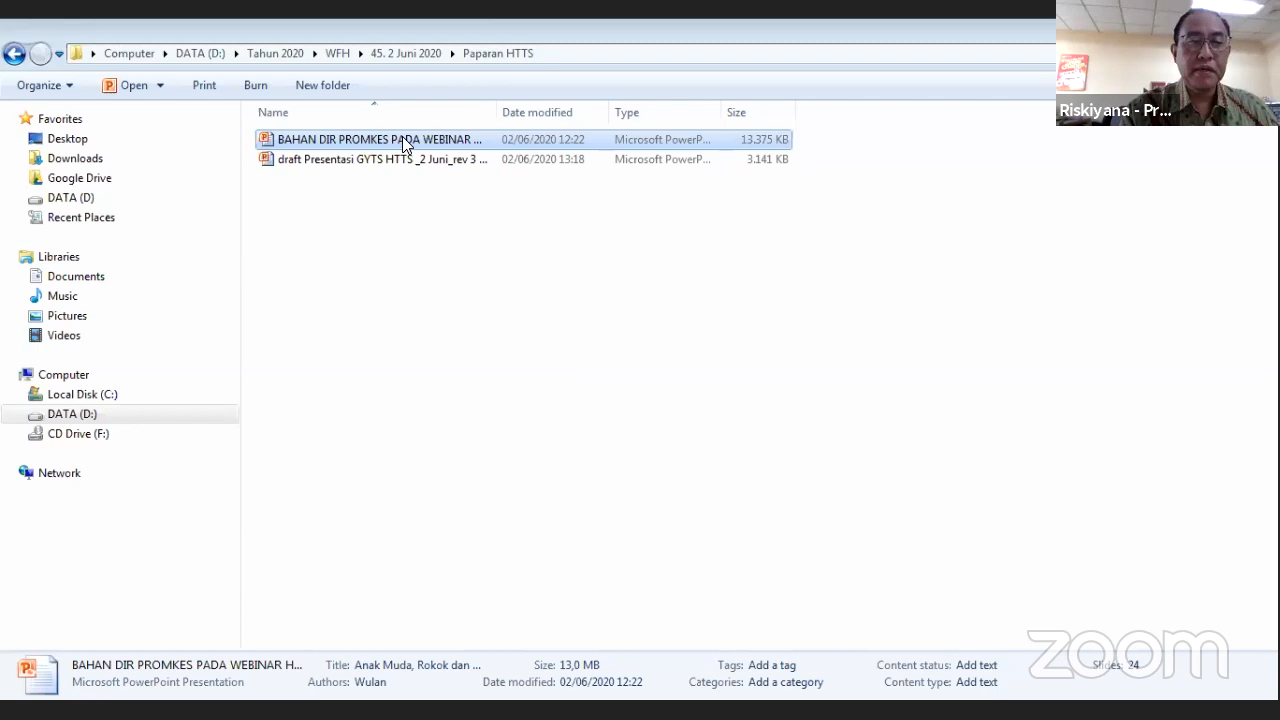 Computer DATA (D:) Tahun 2020 WFH 45. 2 Juni 2020 Paparan HTTS
Organize Open Print Burn New folder
Name Date modified Type Size
BAHAN DIR PROMKES PADA WEBINAR ... 02/06/2020 12:22 Microsoft PowerP... 13.375 KB
draft Presentasi GYTS HTTS _2 Juni_rev 3 ... 02/06/2020 13:18 Microsoft PowerP... 3.141 KB
Favorites
Desktop
Downloads
Google Drive
DATA (D)
Recent Places
Libraries
Documents
Music
Pictures
Videos
Computer
Local Disk (C:)
DATA (D:)
CD Drive (F:)
Network
BAHAN DIR PROMKES PADA WEBINAR H... Title: Anak Muda, Rokok dan ... Size: 13,0 MB Tags: Add a tag Content status: Add text Slides: 24
Microsoft PowerPoint Presentation Authors: Wulan Date modified: 02/06/2020 12:22 Categories: Add a category Content type: Add text
Riskiyana - Pr...
zoom